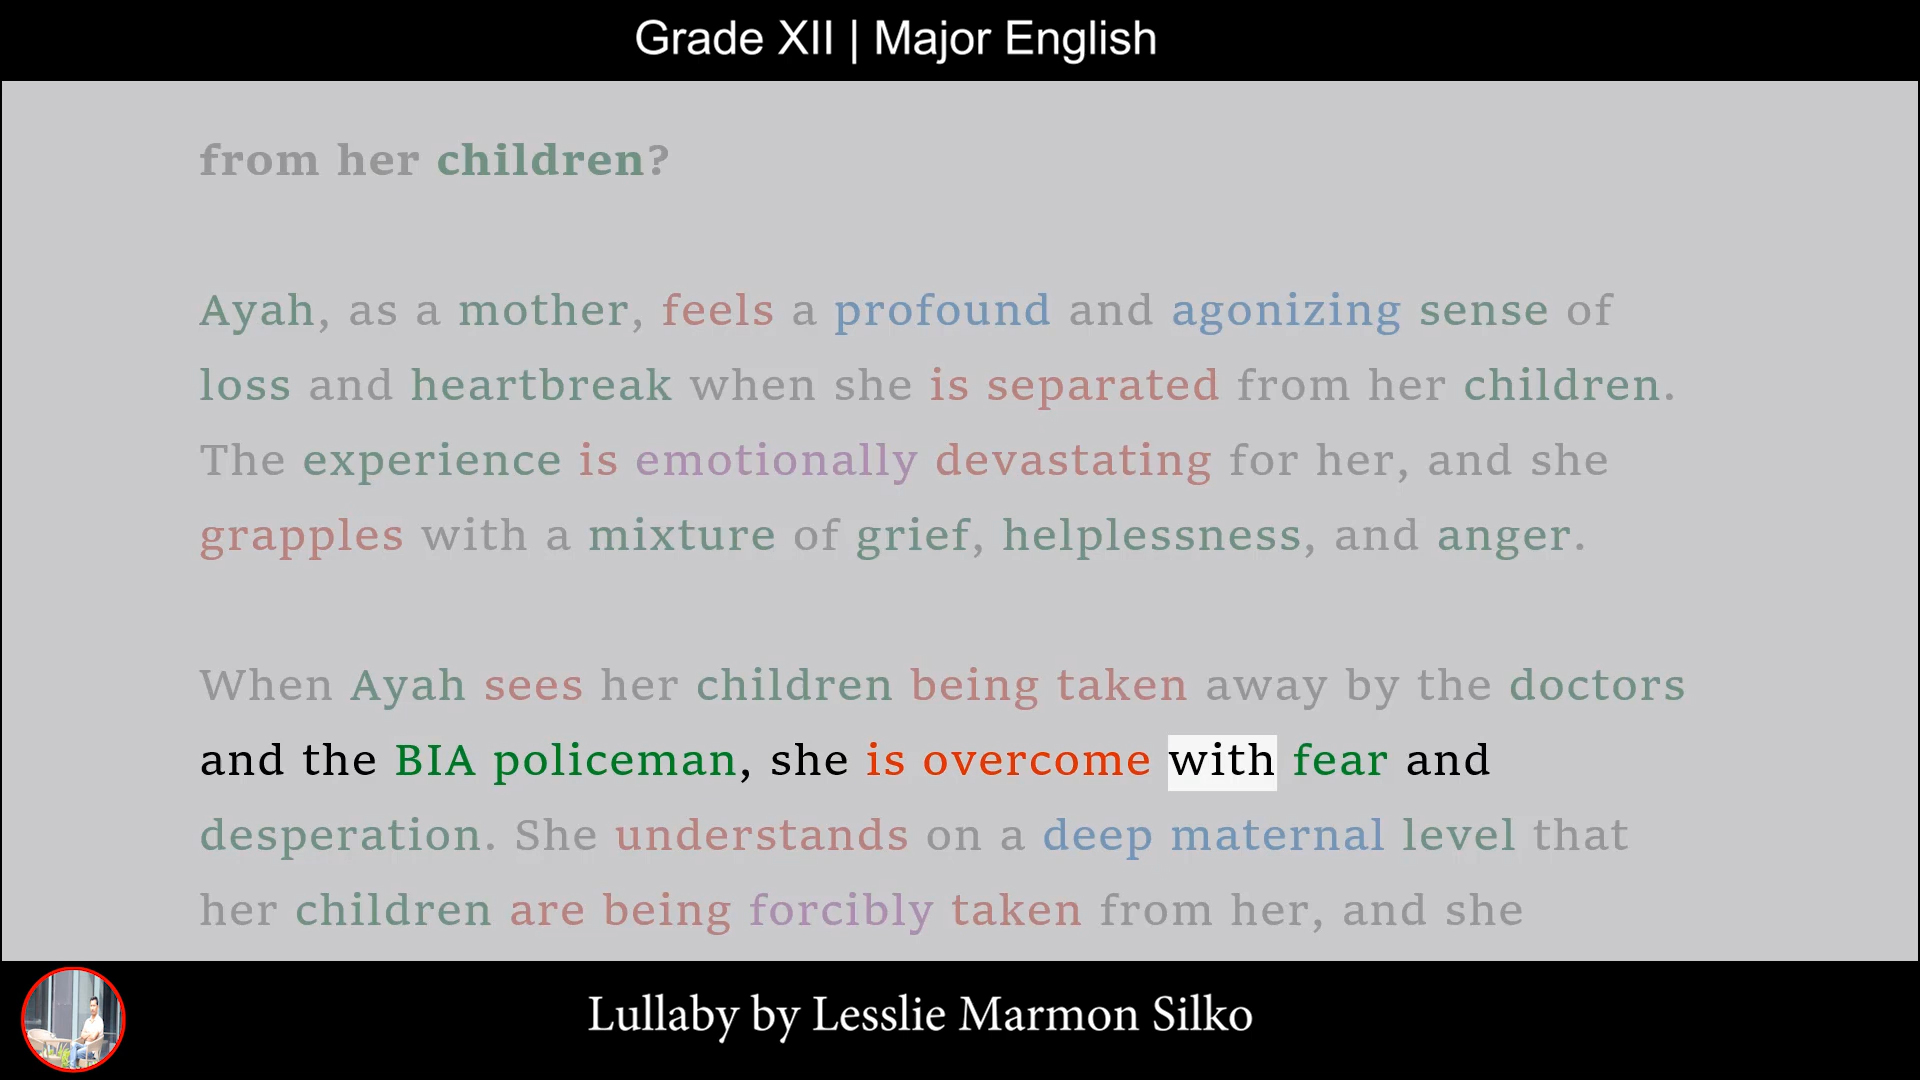 Grade XII | Major English
from her children?
Ayah, as a mother, feels a profound and agonizing sense of
loss and heartbreak when she is separated from her children.
The experience is emotionally devastating for her, and she
grapples with a mixture of grief, helplessness, and anger.
When Ayah sees her children being taken away by the doctors
and the BIA policeman, she is overcome with fear and
desperation. She understands on a deep maternal level that
her children are being forcibly taken from her, and she
Lullaby by Lesslie Marmon Silko